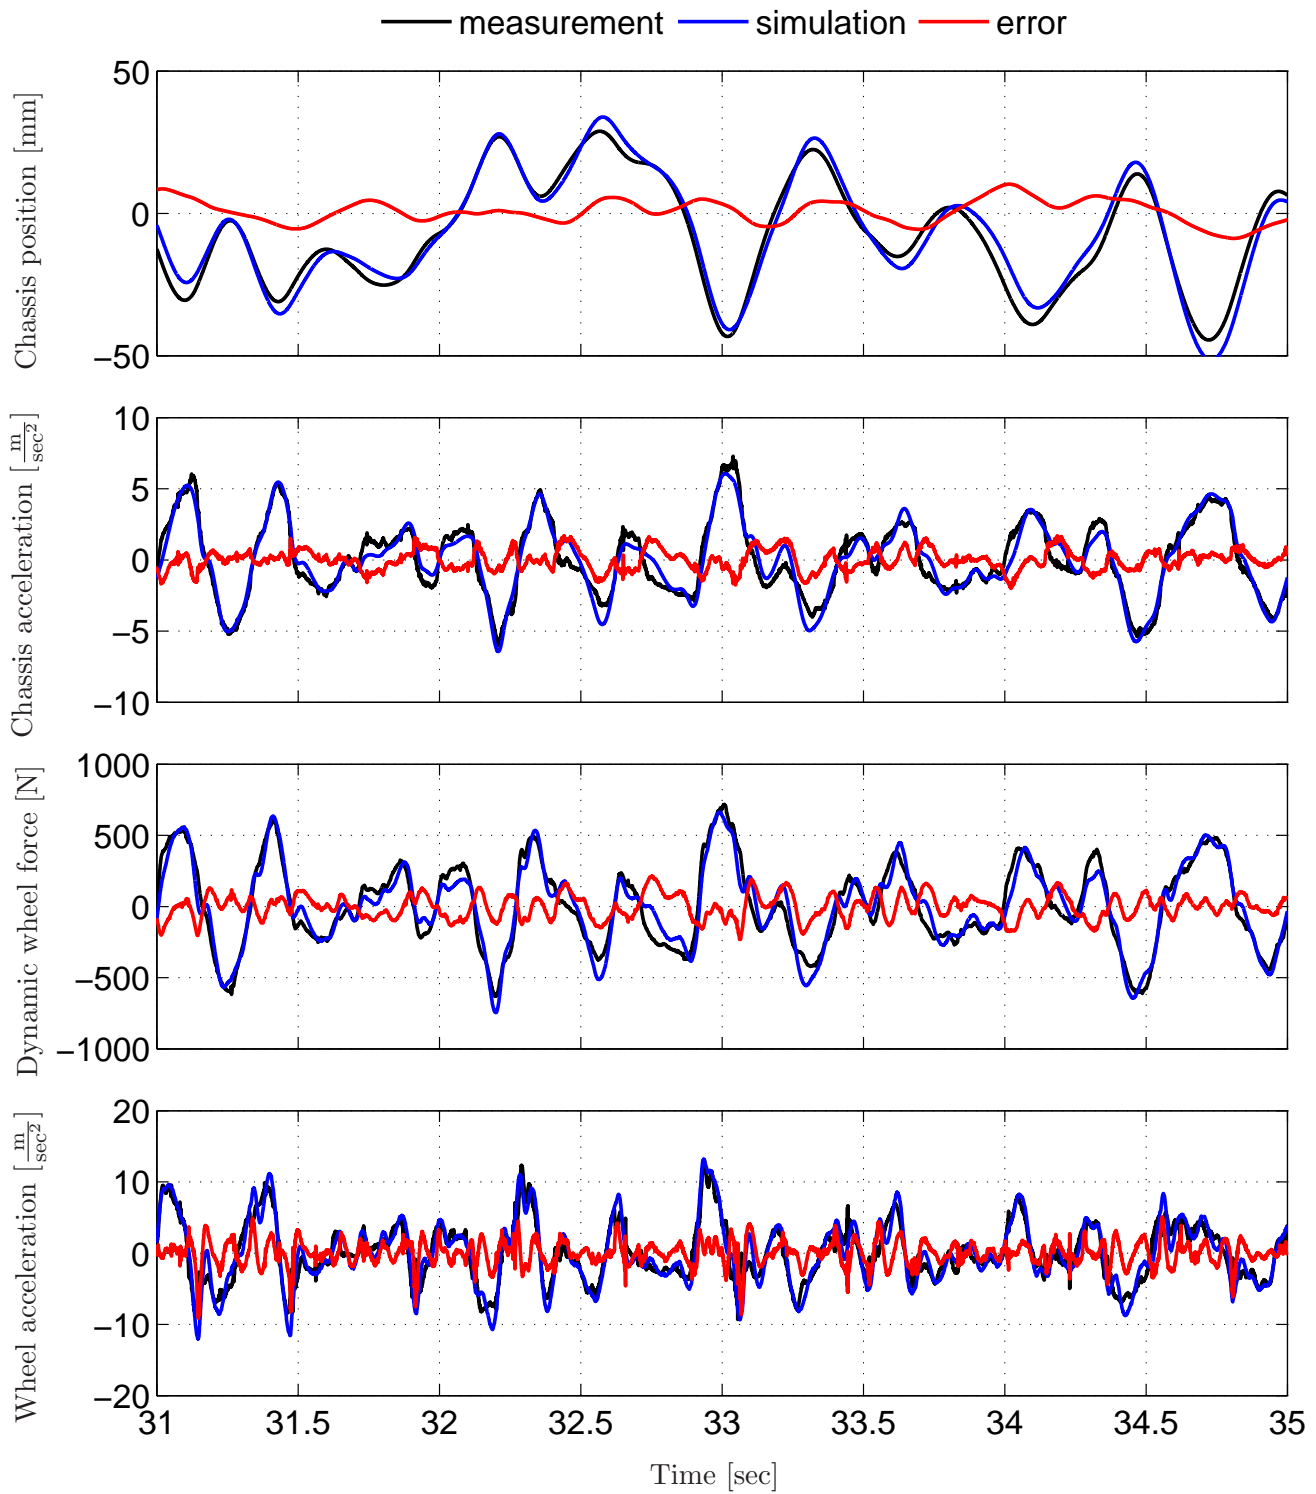 measurement simulation error
Chassis position [mm]
50
0
−50
Chassis acceleration [m/sec²]
10
5
0
−5
−10
Dynamic wheel force [N]
1000
500
0
−500
−1000
Wheel acceleration [m/sec²]
20
10
0
−10
−20
31 31.5 32 32.5 33 33.5 34 34.5 35
Time [sec]